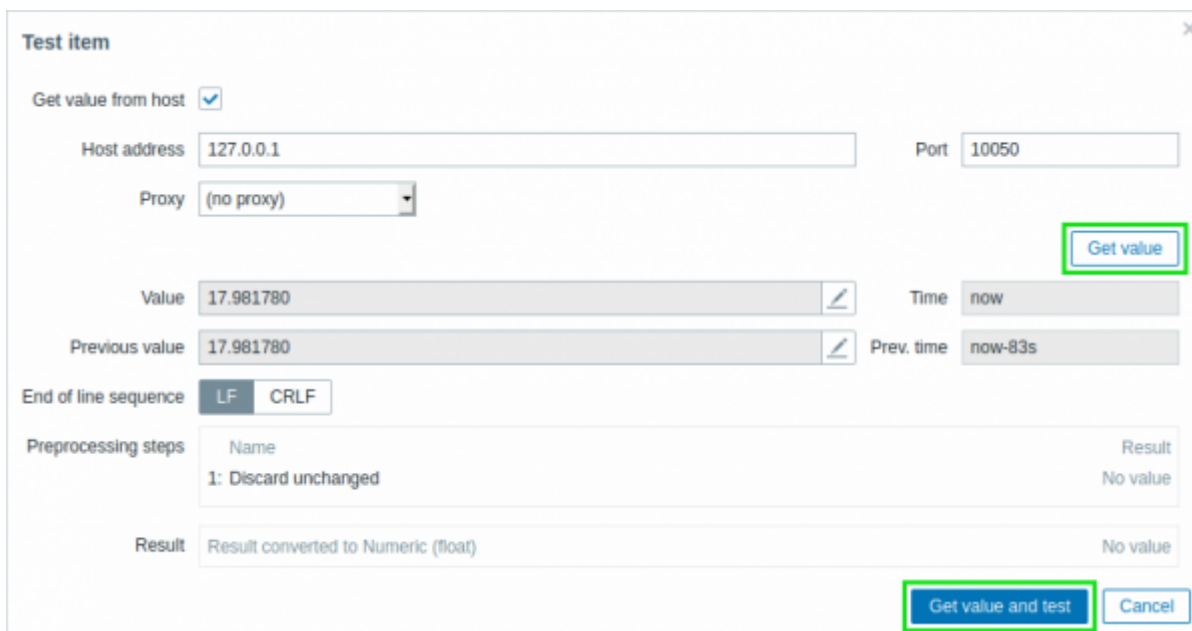 Test item
Get value from host
Host address 127.0.0.1 Port 10050
Proxy (no proxy)
Get value
Value 17.981780 Time now
Previous value 17.981780 Prev. time now-83s
End of line sequence LF CRLF
Preprocessing steps Name Result
1: Discard unchanged No value
Result Result converted to Numeric (float) No value
Get value and test Cancel